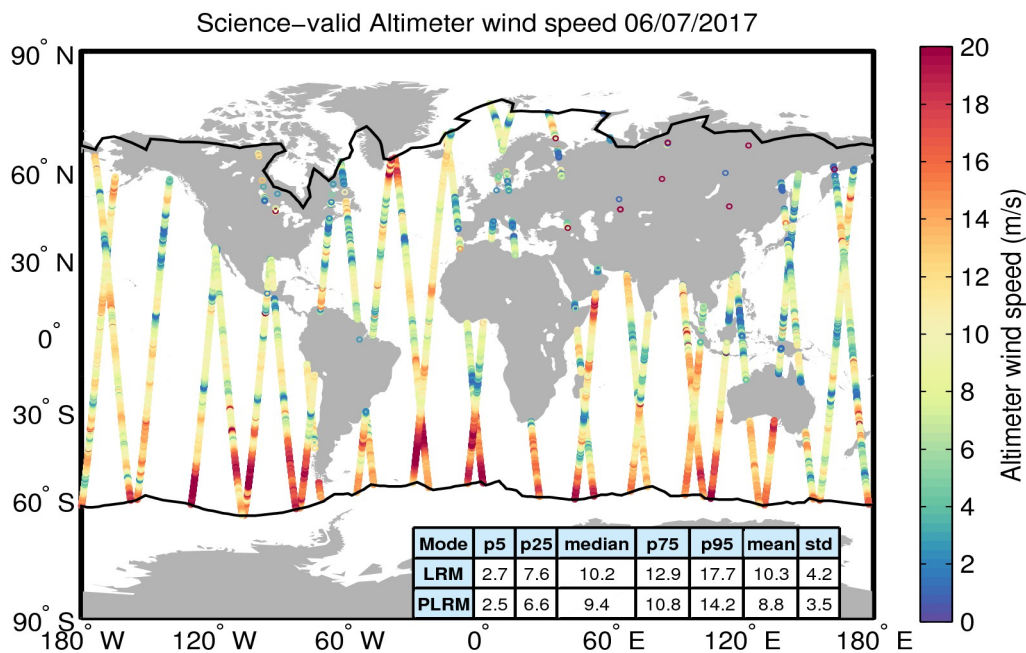 Science−valid Altimeter wind speed 06/07/2017
90° N
60° N
30° N
0°
30° S
60° S
90° S
180° W
120° W
60° W
0°
60° E
120° E
180° E
Mode p5 p25 median p75 p95 mean std
LRM 2.7 7.6 10.2 12.9 17.7 10.3 4.2
PLRM 2.5 6.6 9.4 10.8 14.2 8.8 3.5
20
18
16
14
12
10
8
6
4
2
0
Altimeter wind speed (m/s)